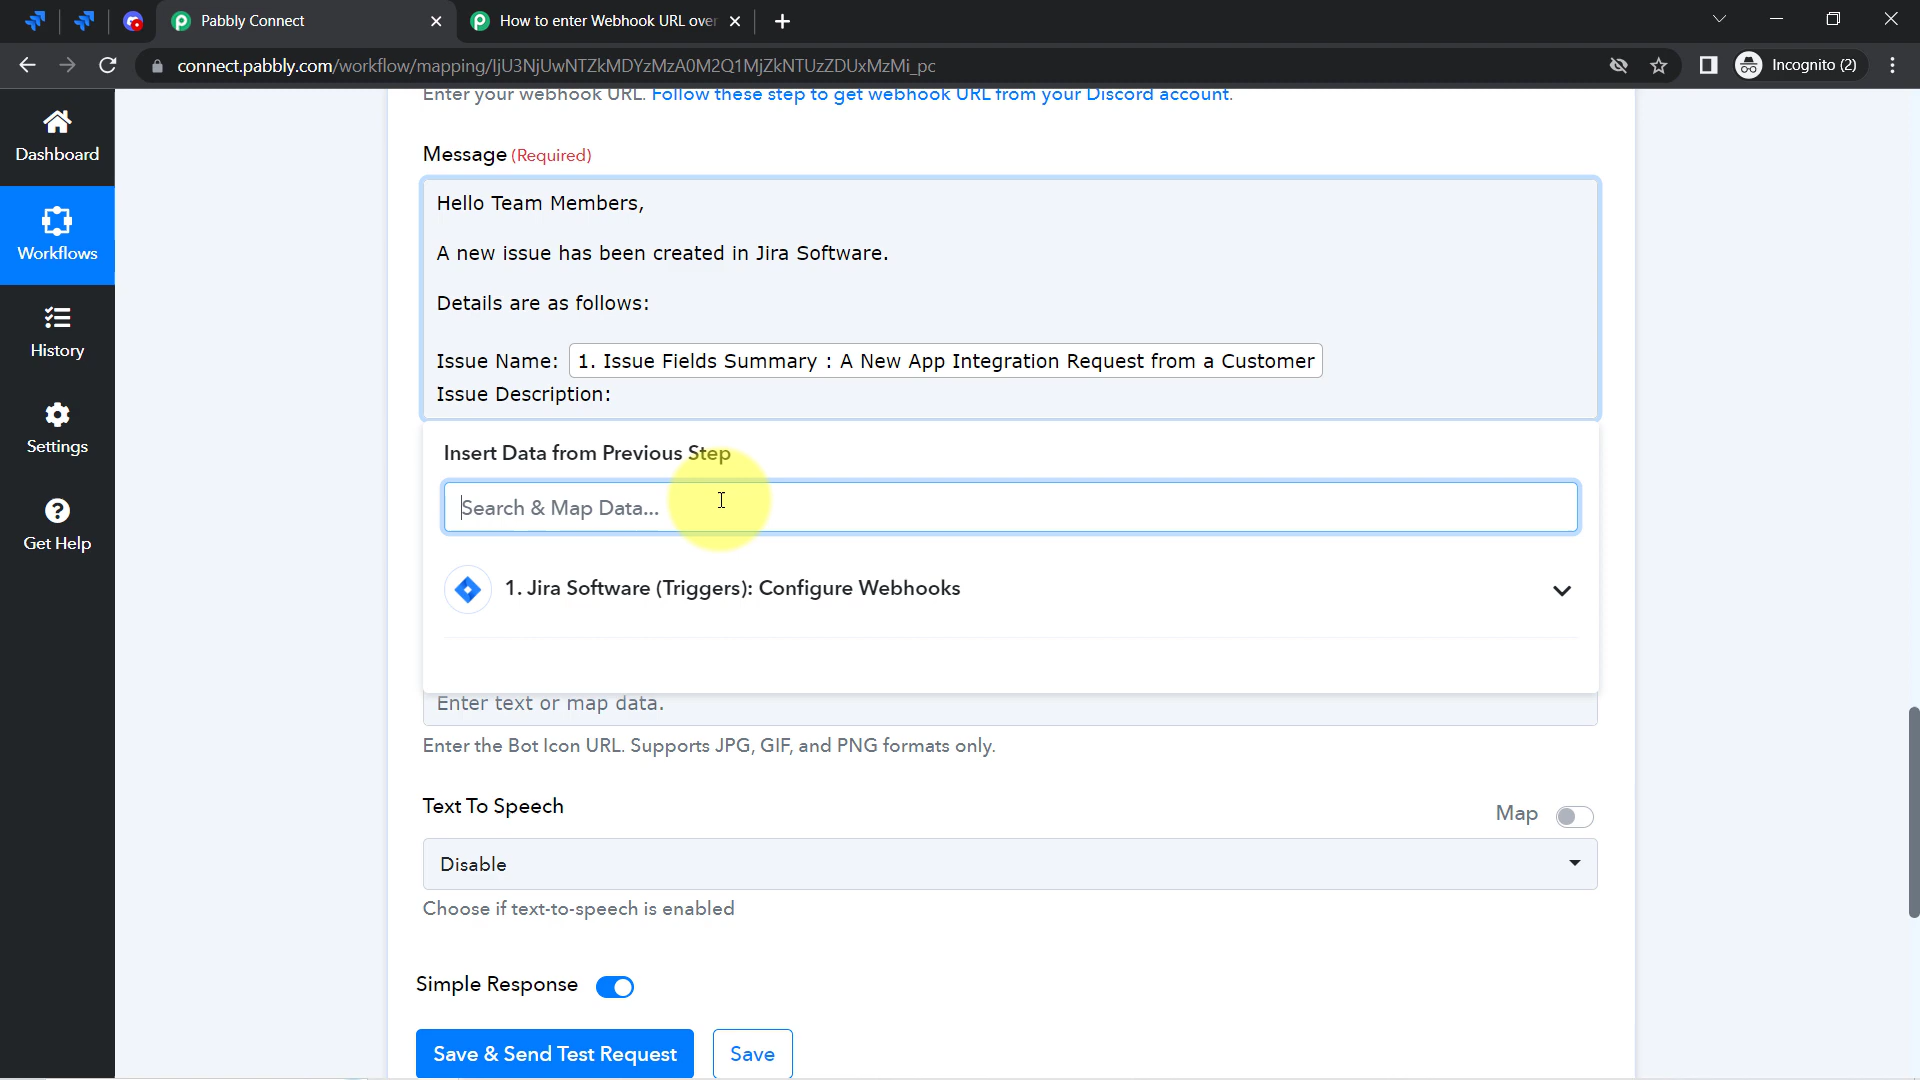 Pabbly Connect
How to enter Webhook URL over
connect.pabbly.com/workflow/mapping/IjU3NjUwNTZkMDYzMzA0M2Q1MjZkNTUzZDUxMzMi_pc
Incognito (2)
Dashboard
Workflows
History
Settings
Get Help
Enter your webhook URL. Follow these step to get webhook URL from your Discord account.
Message (Required)
Hello Team Members,
A new issue has been created in Jira Software.
Details are as follows:
Issue Name: 1. Issue Fields Summary : A New App Integration Request from a Customer
Issue Description:
Insert Data from Previous Step
Search & Map Data...
1. Jira Software (Triggers): Configure Webhooks
Enter text or map data.
Enter the Bot Icon URL. Supports JPG, GIF, and PNG formats only.
Text To Speech
Map
Disable
Choose if text-to-speech is enabled
Simple Response
Save & Send Test Request
Save